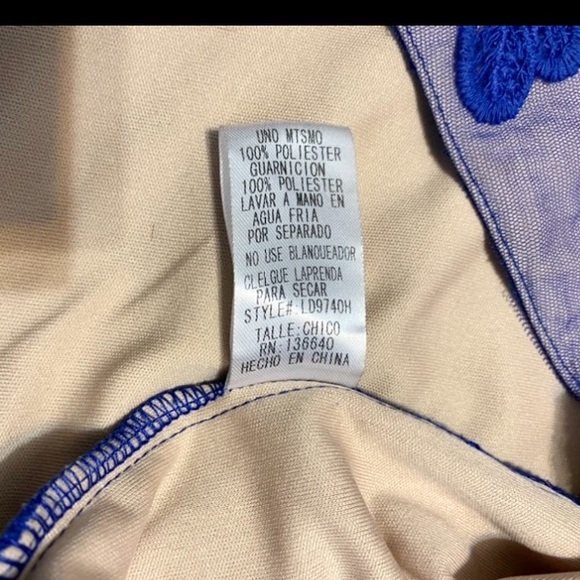 UNO MTSMO
100% POLIESTER
GUARNICION
100% POLIESTER
LAVAR A MANO EN
AGUA FRIA
POR SEPARADO
NO USE BLANQUEADOR
CLELGUE LAPRENDA
PARA SECAR
STYLE#: LD9740H
TALLE:CHICO
RN:136640
HECHO EN CHINA